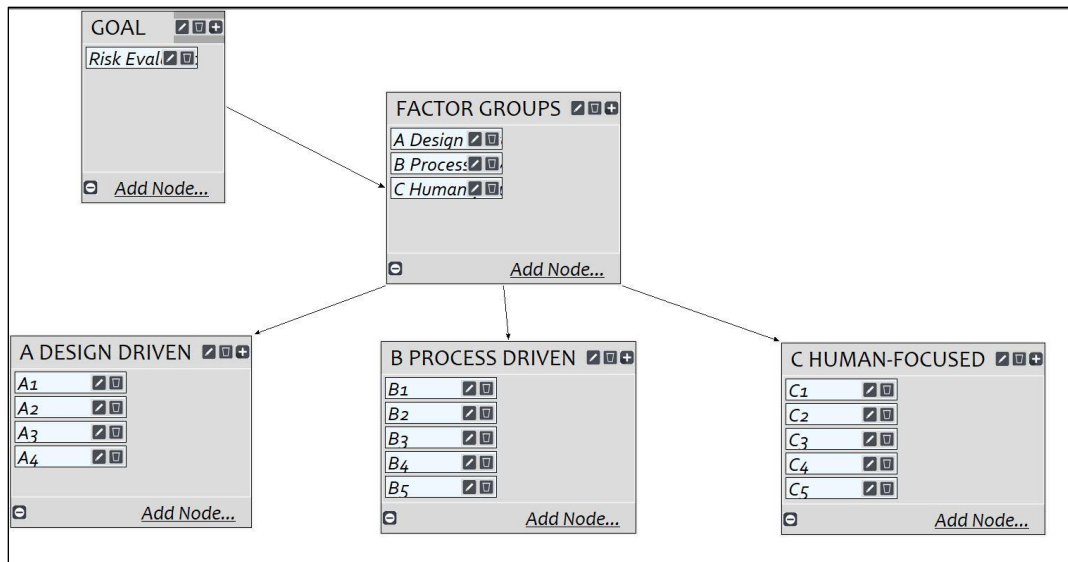 GOAL
Risk Eval
Add Node...
FACTOR GROUPS
A Design
B Process
C Human
Add Node...
A DESIGN DRIVEN
A1
A2
A3
A4
Add Node...
B PROCESS DRIVEN
B1
B2
B3
B4
B5
Add Node...
C HUMAN-FOCUSED
C1
C2
C3
C4
C5
Add Node...